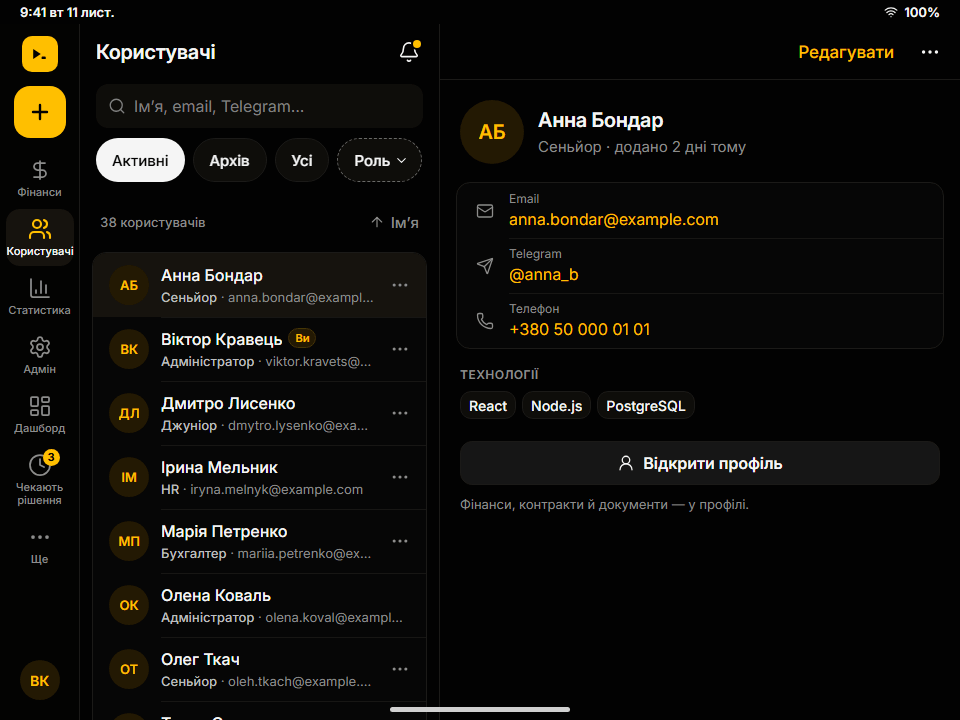 9:41 вт 11 лист.
100%
Фінанси
Користувачі
Статистика
Адмін
Дашборд
3
Чекають
рішення
Ще
ВК
Користувачі
Ім’я, email, Telegram…
Активні
Архів
Усі
Роль
38 користувачів
Ім’я
АБ
Анна Бондар
Сеньйор · anna.bondar@exampl…
ВК
Віктор Кравець
Ви
Адміністратор · viktor.kravets@…
ДЛ
Дмитро Лисенко
Джуніор · dmytro.lysenko@exa…
ІМ
Ірина Мельник
HR · iryna.melnyk@example.com
МП
Марія Петренко
Бухгалтер · mariia.petrenko@ex…
ОК
Олена Коваль
Адміністратор · olena.koval@exampl…
ОТ
Олег Ткач
Сеньйор · oleh.tkach@example.…
Редагувати
АБ
Анна Бондар
Сеньйор · додано 2 дні тому
Email
anna.bondar@example.com
Telegram
@anna_b
Телефон
+380 50 000 01 01
ТЕХНОЛОГІЇ
React
Node.js
PostgreSQL
Відкрити профіль
Фінанси, контракти й документи — у профілі.